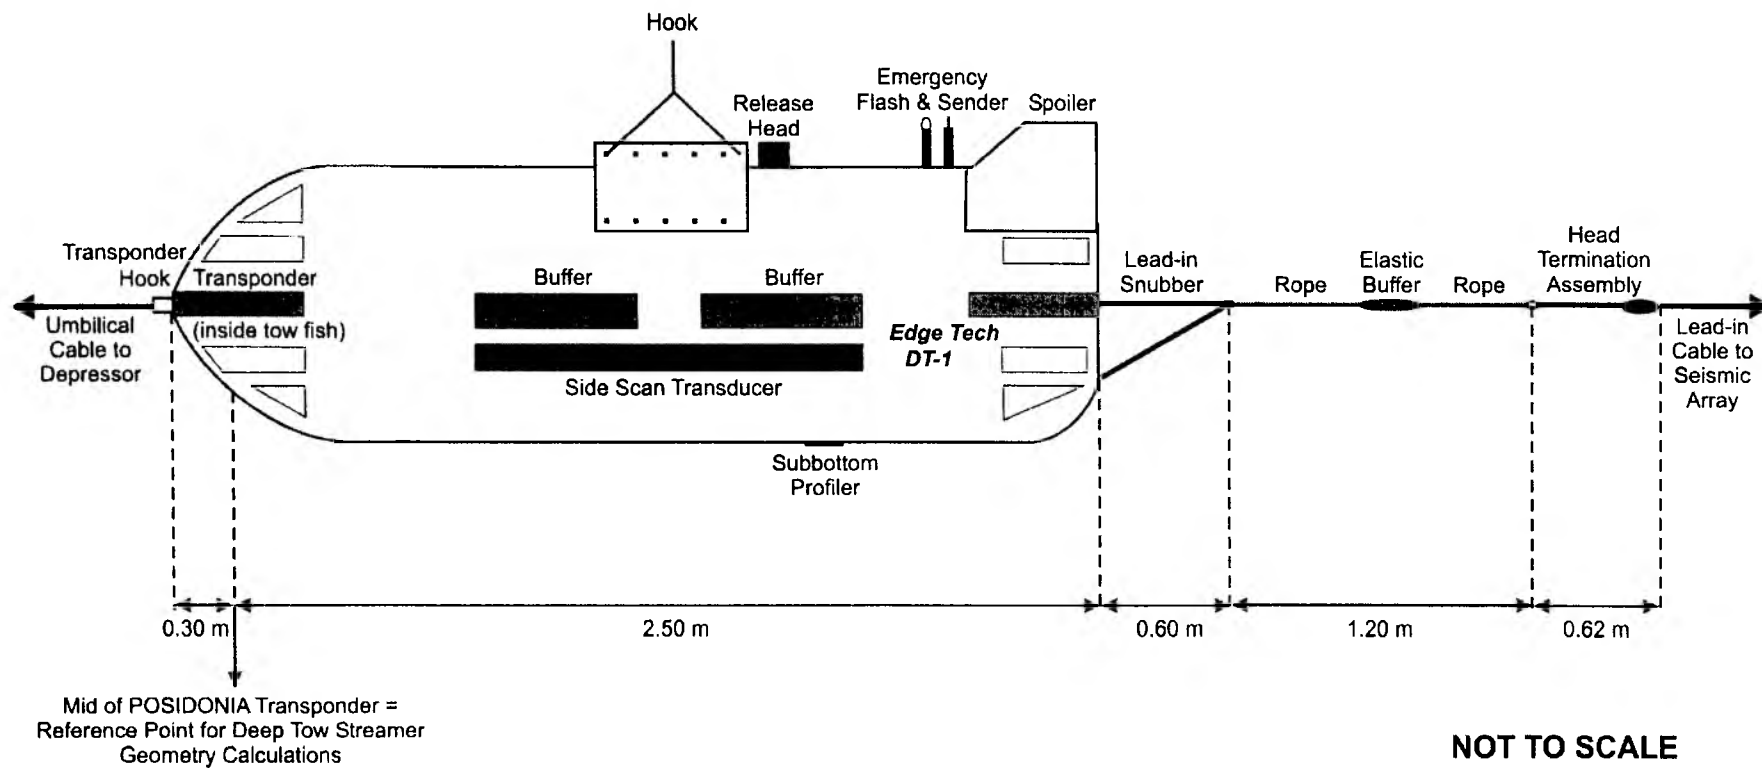 Hook
Release
Head
Emergency
Flash & Sender
Spoiler
Transponder
Hook
Transponder
(inside tow fish)
Umbilical
Cable to
Depressor
Buffer
Buffer
Edge Tech
DT-1
Side Scan Transducer
Subbottom
Profiler
Lead-in
Snubber
Rope
Elastic
Buffer
Rope
Head
Termination
Assembly
Lead-in
Cable to
Seismic
Array
0.30 m
2.50 m
0.60 m
1.20 m
0.62 m
Mid of POSIDONIA Transponder =
Reference Point for Deep Tow Streamer
Geometry Calculations
NOT TO SCALE